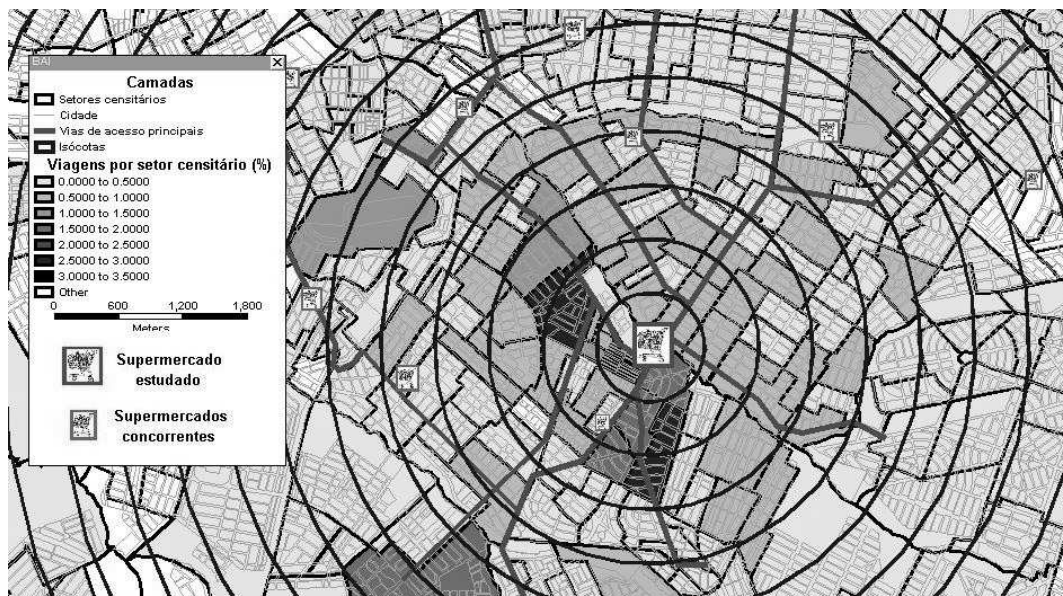 BAI
Camadas
Setores censitários
Cidade
Vias de acesso principais
Isócotas
Viagens por setor censitário (%)
0.0000 to 0.5000
0.5000 to 1.0000
1.0000 to 1.5000
1.5000 to 2.0000
2.0000 to 2.5000
2.5000 to 3.0000
3.0000 to 3.5000
Other
0 600 1,200 1,800
Meters
Supermercado
estudado
Supermercados
concorrentes